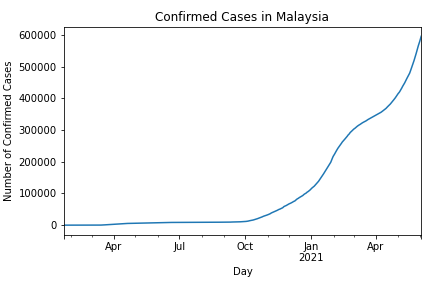 Confirmed Cases in Malaysia
600000
500000
400000
300000
200000
100000
0
Number of Confirmed Cases
Apr Jul Oct Jan Apr
2021
Day